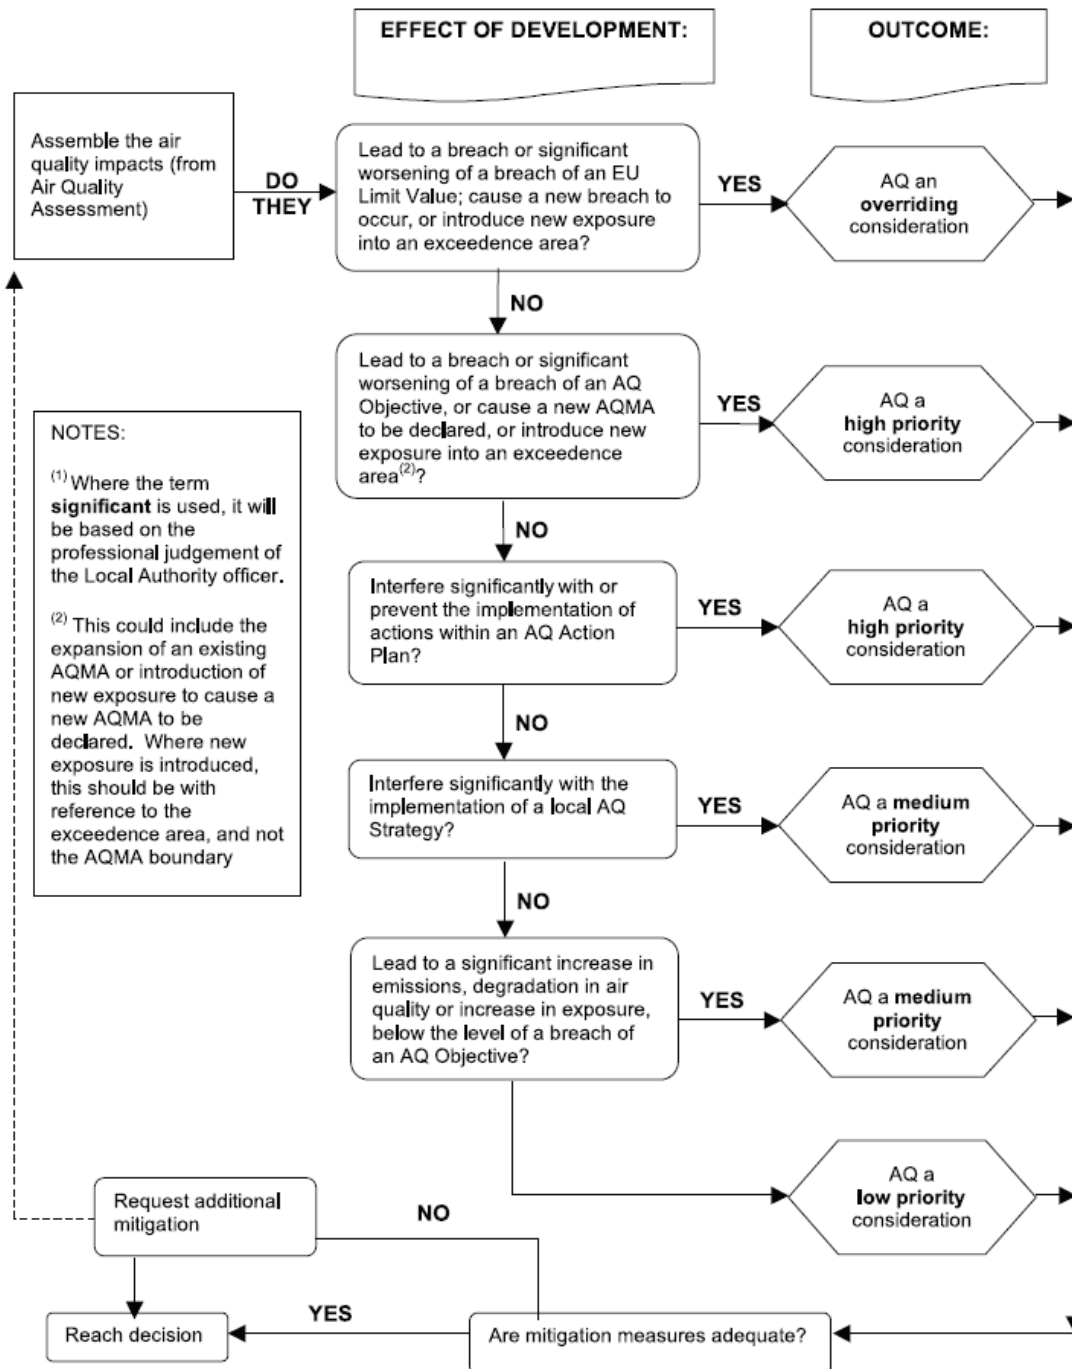 EFFECT OF DEVELOPMENT:
OUTCOME:
Assemble the air
quality impacts (from
Air Quality
Assessment)
DO
THEY
Lead to a breach or significant
worsening of a breach of an EU
Limit Value; cause a new breach to
occur, or introduce new exposure
into an exceedence area?
YES
AQ an
overriding
consideration
NO
Lead to a breach or significant
worsening of a breach of an AQ
Objective, or cause a new AQMA
to be declared, or introduce new
exposure into an exceedence
area(2)?
YES
AQ a
high priority
consideration
NO
NOTES:
(1) Where the term
significant is used, it will
be based on the
professional judgement of
the Local Authority officer.
(2) This could include the
expansion of an existing
AQMA or introduction of
new exposure to cause a
new AQMA to be
declared. Where new
exposure is introduced,
this should be with
reference to the
exceedence area, and not
the AQMA boundary
Interfere significantly with or
prevent the implementation of
actions within an AQ Action
Plan?
YES
AQ a
high priority
consideration
NO
Interfere significantly with the
implementation of a local AQ
Strategy?
YES
AQ a medium
priority
consideration
NO
Lead to a significant increase in
emissions, degradation in air
quality or increase in exposure,
below the level of a breach of
an AQ Objective?
YES
AQ a medium
priority
consideration
AQ a
low priority
consideration
Request additional
mitigation
NO
Reach decision
YES
Are mitigation measures adequate?